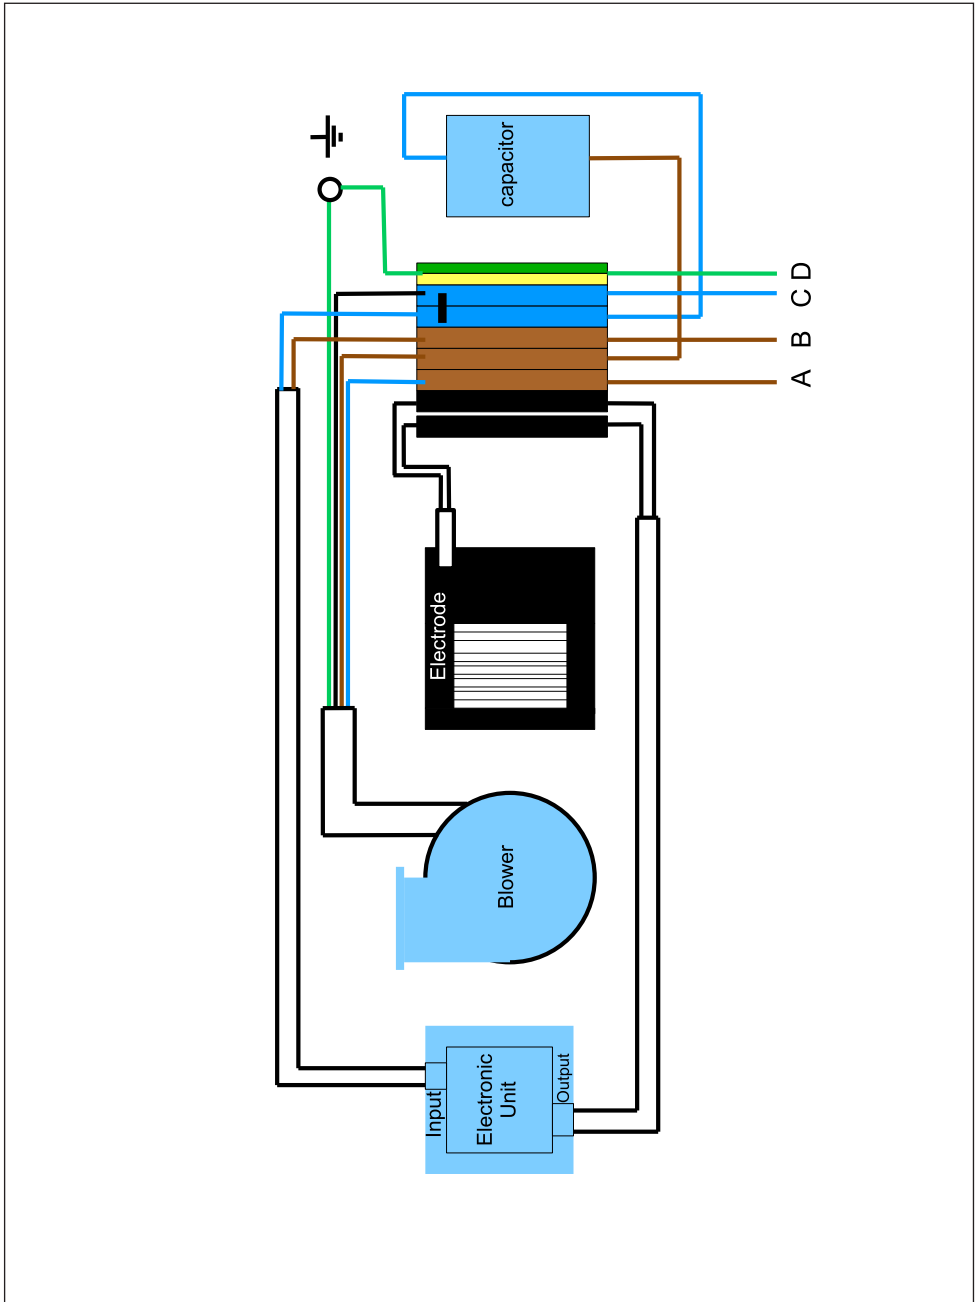 capacitor
D
C
B
A
Electrode
Blower
Input
Electronic
Unit
Output